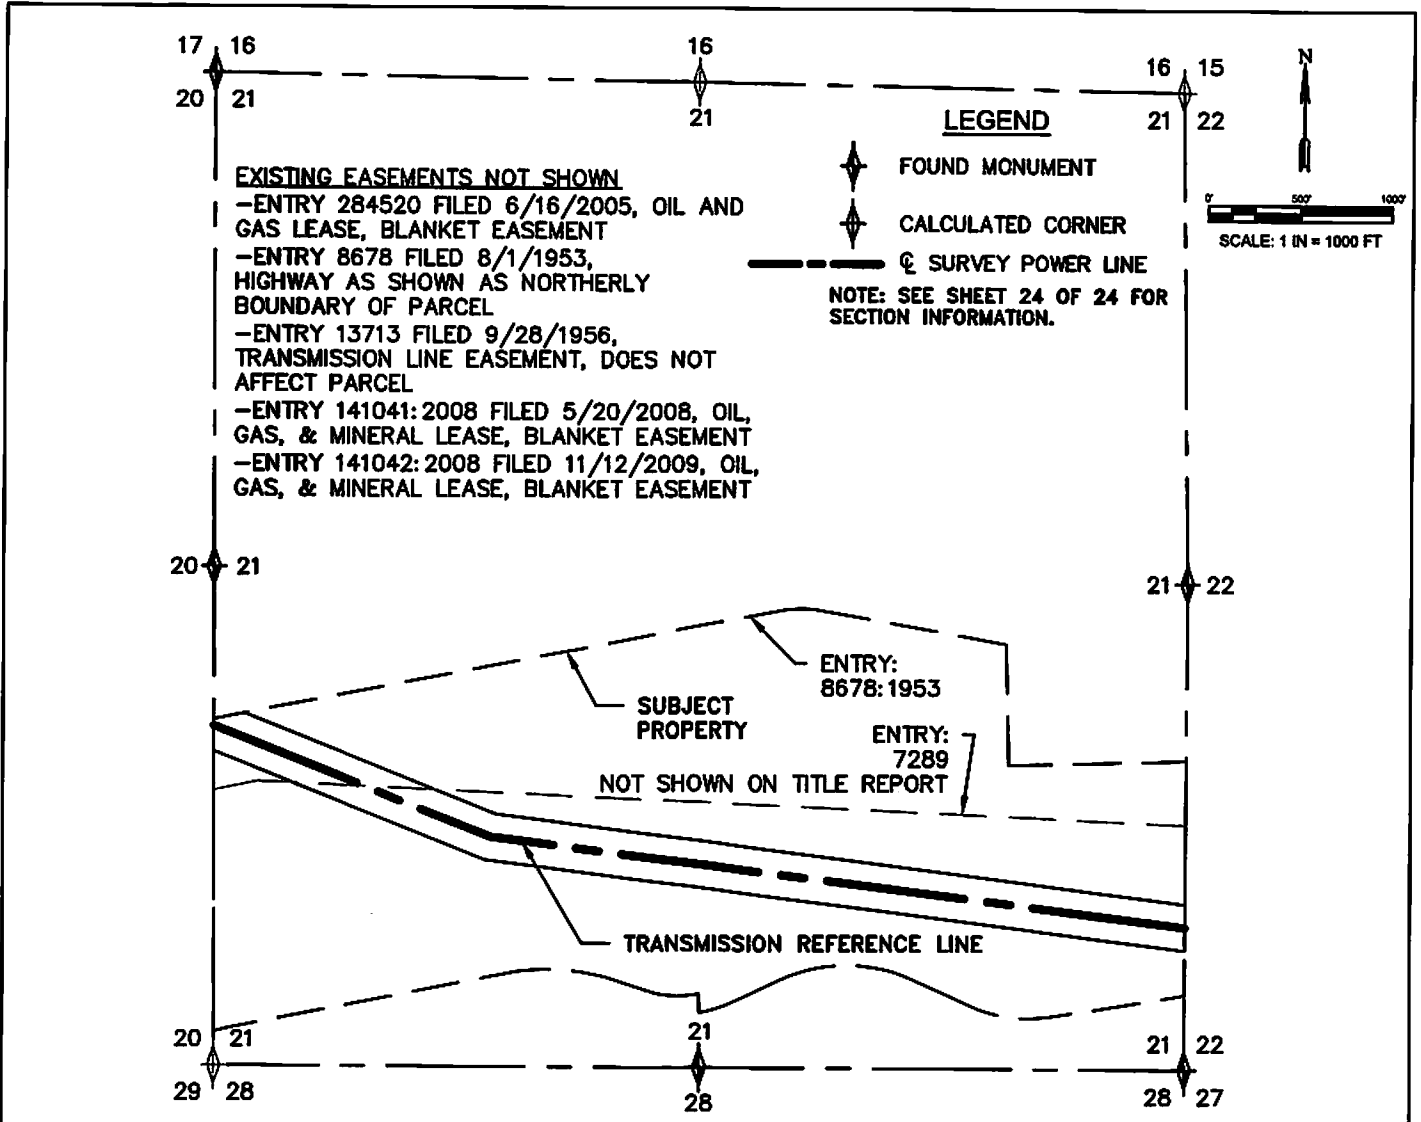 17 16
20 21
16
21
16 15
21 22
N
LEGEND
FOUND MONUMENT
CALCULATED CORNER
℄ SURVEY POWER LINE
NOTE: SEE SHEET 24 OF 24 FOR
SECTION INFORMATION.
0' 500' 1000'
SCALE: 1 IN = 1000 FT
EXISTING EASEMENTS NOT SHOWN
-ENTRY 284520 FILED 6/16/2005, OIL AND
GAS LEASE, BLANKET EASEMENT
-ENTRY 8678 FILED 8/1/1953,
HIGHWAY AS SHOWN AS NORTHERLY
BOUNDARY OF PARCEL
-ENTRY 13713 FILED 9/28/1956,
TRANSMISSION LINE EASEMENT, DOES NOT
AFFECT PARCEL
-ENTRY 141041:2008 FILED 5/20/2008, OIL,
GAS, & MINERAL LEASE, BLANKET EASEMENT
-ENTRY 141042:2008 FILED 11/12/2009, OIL,
GAS, & MINERAL LEASE, BLANKET EASEMENT
20 21
21 22
ENTRY:
8678:1953
SUBJECT
PROPERTY
ENTRY:
7289
NOT SHOWN ON TITLE REPORT
TRANSMISSION REFERENCE LINE
20 21
29 28
21
28
21 22
28 27